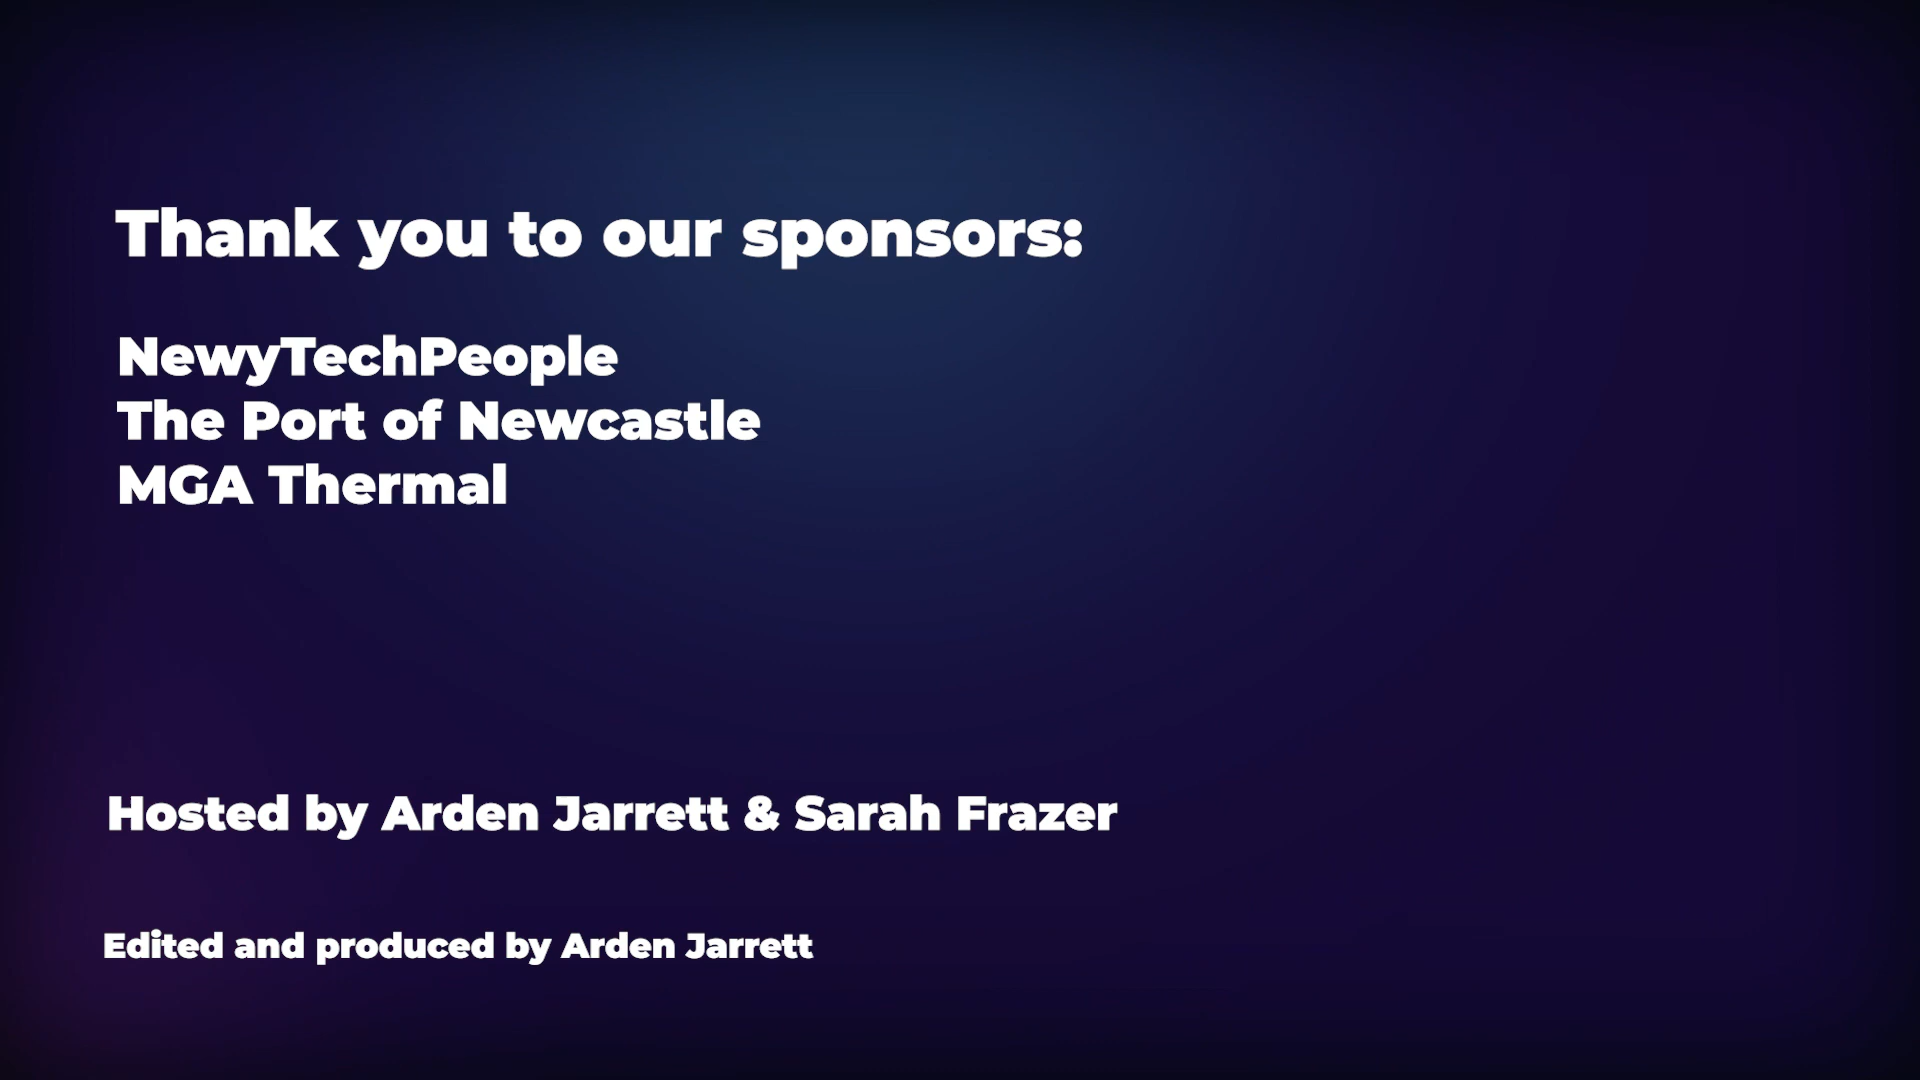 Thank you to our sponsors:
NewyTechPeople
The Port of Newcastle
MGA Thermal
Hosted by Arden Jarrett & Sarah Frazer
Edited and produced by Arden Jarrett